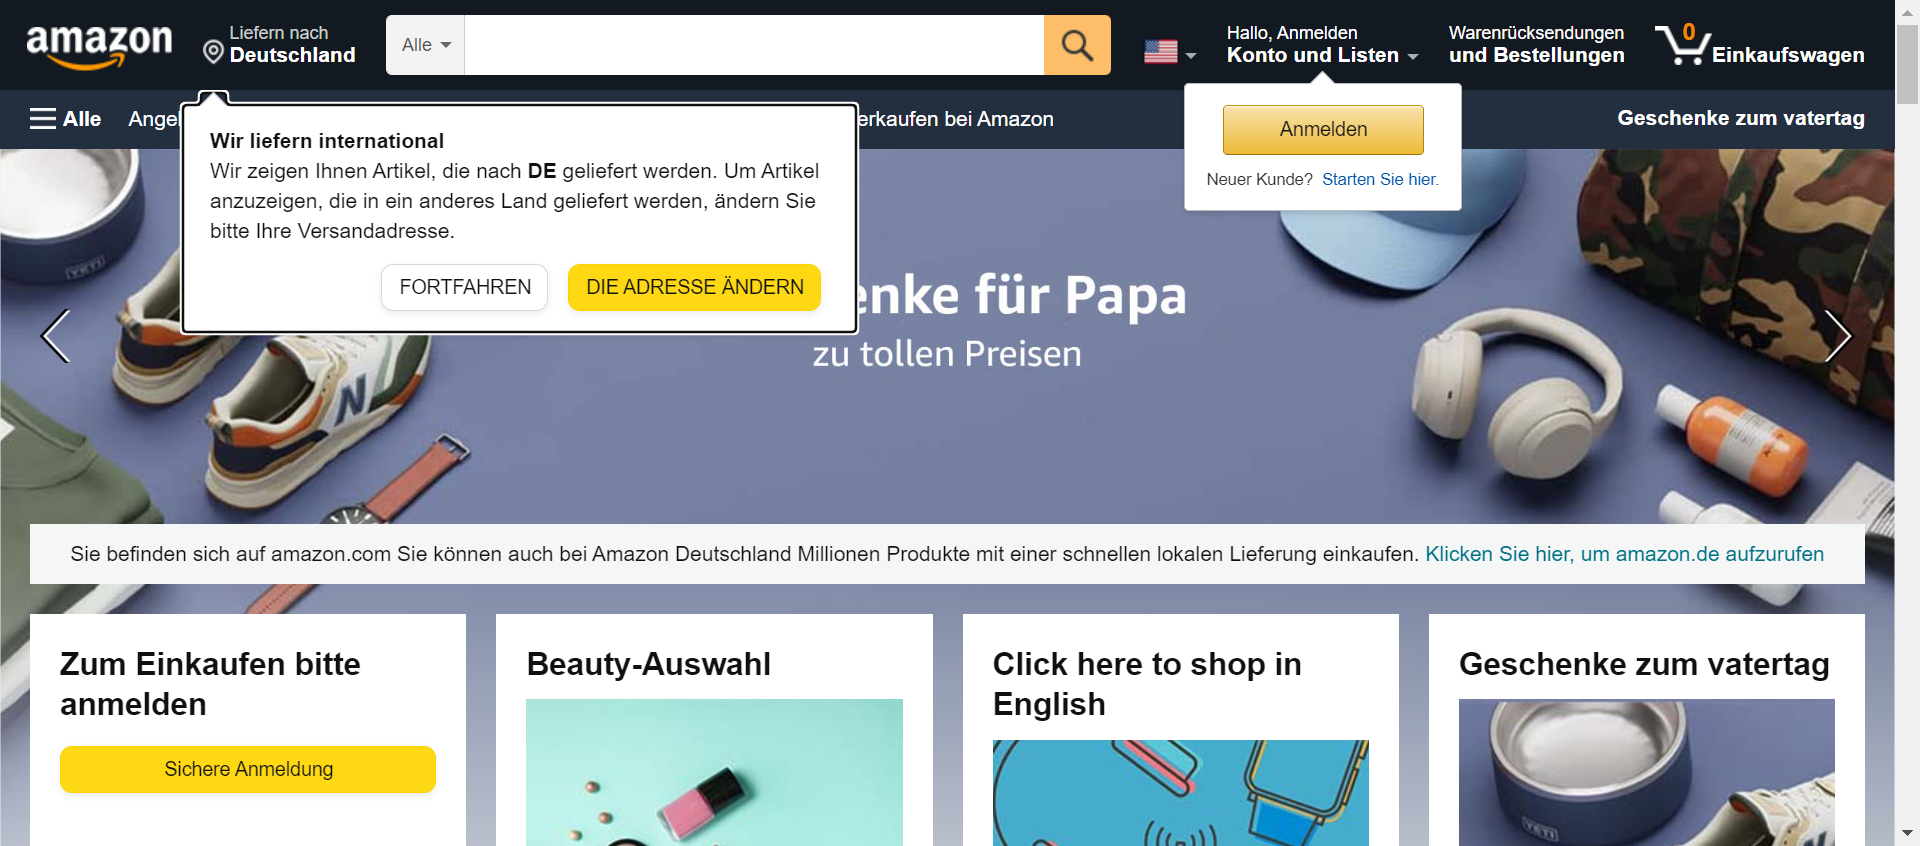 amazon
Liefern nach
Deutschland
Alle
Hallo, Anmelden
Konto und Listen
Warenrücksendungen
und Bestellungen
0
Einkaufswagen
Alle
erkaufen bei Amazon
Geschenke zum vatertag
Wir liefern international
Wir zeigen Ihnen Artikel, die nach DE geliefert werden. Um Artikel
anzuzeigen, die in ein anderes Land geliefert werden, ändern Sie
bitte Ihre Versandadresse.
FORTFAHREN
DIE ADRESSE ÄNDERN
Anmelden
Neuer Kunde? Starten Sie hier.
enke für Papa
zu tollen Preisen
YETI
N
Sie befinden sich auf amazon.com Sie können auch bei Amazon Deutschland Millionen Produkte mit einer schnellen lokalen Lieferung einkaufen. Klicken Sie hier, um amazon.de aufzurufen
Zum Einkaufen bitte
anmelden
Sichere Anmeldung
Beauty-Auswahl
Click here to shop in
English
Geschenke zum vatertag
YETI
N